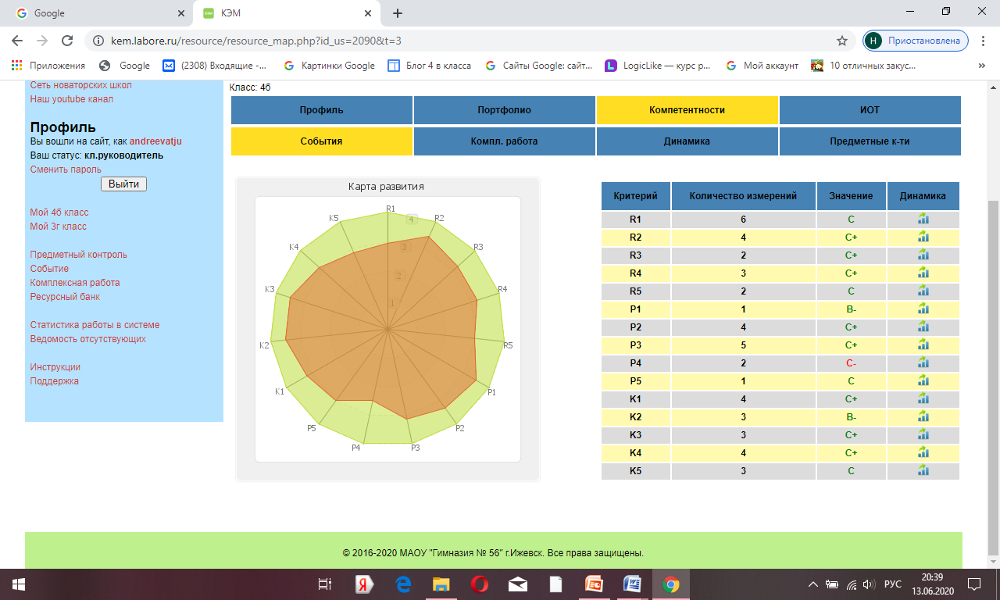 Google
КЭМ
kem.labore.ru/resource/resource_map.php?id_us=2090&t=3
Н Приостановлена
Приложения
Google
(2308) Входящие -...
Картинки Google
Блог 4 в класса
Сайты Google: сайт...
LogicLike — курс р...
Мой аккаунт
10 отличных закус...
»
Сеть новаторских школ
Наш youtube канал
Профиль
Вы вошли на сайт, как andreevatju
Ваш статус: кл.руководитель
Сменить пароль
Выйти
Мой 4б класс
Мой 3г класс
Предметный контроль
Событие
Комплексная работа
Ресурсный банк
Статистика работы в системе
Ведомость отсутствующих
Инструкции
Поддержка
Класс: 4б
Профиль Портфолио Компетентности ИОТ
События Компл. работа Динамика Предметные к-ти
Карта развития
R1
R2
R3
R4
R5
P1
P2
P3
P4
P5
K1
K2
K3
K4
K5
4
3
2
1
Критерий Количество измерений Значение Динамика
R1 6 C
R2 4 C+
R3 2 C+
R4 3 C+
R5 2 C
P1 1 B-
P2 4 C+
P3 5 C+
P4 2 C-
P5 1 C
K1 4 C+
K2 3 B-
K3 3 C+
K4 4 C+
K5 3 C
© 2016-2020 МАОУ "Гимназия № 56" г.Ижевск. Все права защищены.
РУС
20:39
13.06.2020